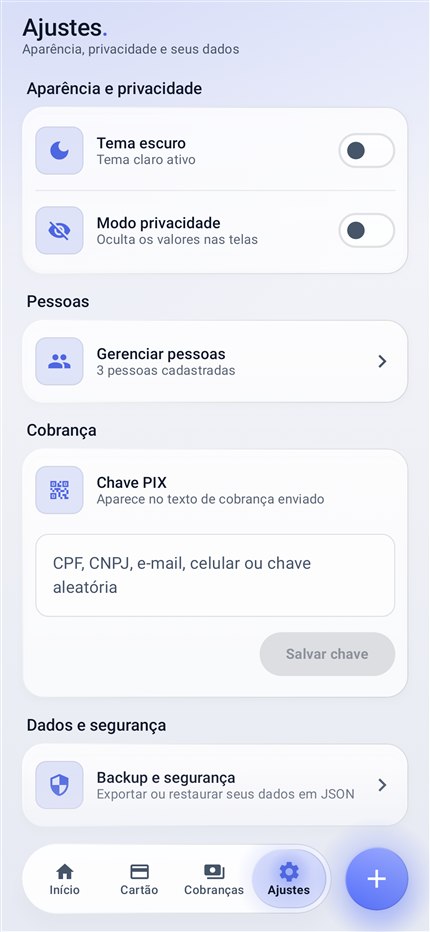 Ajustes.
Aparência, privacidade e seus dados
Aparência e privacidade
Tema escuro
Tema claro ativo
Modo privacidade
Oculta os valores nas telas
Pessoas
Gerenciar pessoas
3 pessoas cadastradas
Cobrança
Chave PIX
Aparece no texto de cobrança enviado
CPF, CNPJ, e-mail, celular ou chave
aleatória
Salvar chave
Dados e segurança
Backup e segurança
Exportar ou restaurar seus dados em JSON
Início
Cartão
Cobranças
Ajustes